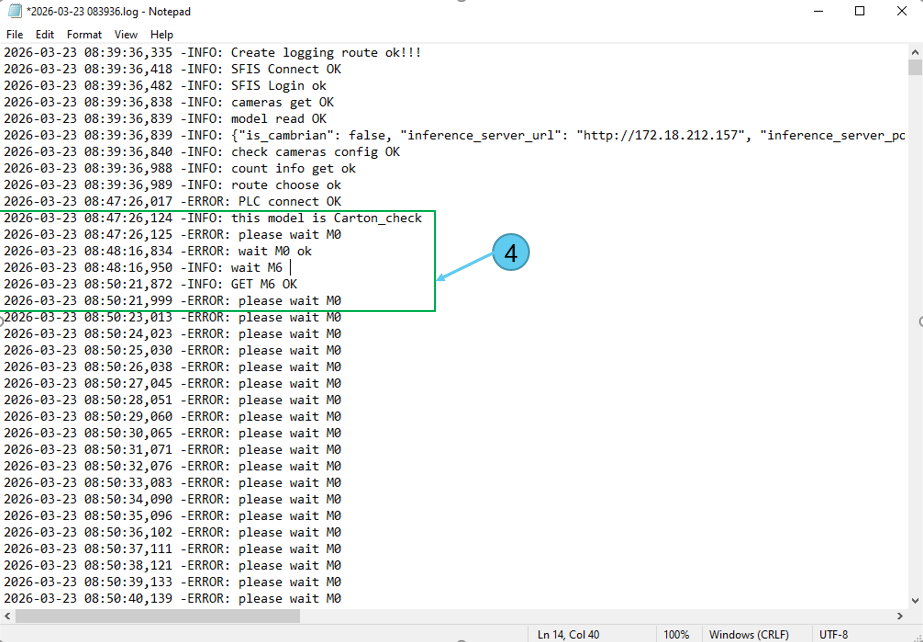 *2026-03-23 083936.log - Notepad
File Edit Format View Help
2026-03-23 08:39:36,335 -INFO: Create logging route ok!!!
2026-03-23 08:39:36,418 -INFO: SFIS Connect OK
2026-03-23 08:39:36,482 -INFO: SFIS Login ok
2026-03-23 08:39:36,838 -INFO: cameras get OK
2026-03-23 08:39:36,839 -INFO: model read OK
2026-03-23 08:39:36,839 -INFO: {"is_cambrian": false, "inference_server_url": "http://172.18.212.157", "inference_server_po
2026-03-23 08:39:36,840 -INFO: check cameras config OK
2026-03-23 08:39:36,988 -INFO: count info get ok
2026-03-23 08:39:36,989 -INFO: route choose ok
2026-03-23 08:47:26,017 -ERROR: PLC connect OK
2026-03-23 08:47:26,124 -INFO: this model is Carton_check
2026-03-23 08:47:26,125 -ERROR: please wait M0
2026-03-23 08:48:16,834 -ERROR: wait M0 ok
2026-03-23 08:48:16,950 -INFO: wait M6
2026-03-23 08:50:21,872 -INFO: GET M6 OK
2026-03-23 08:50:21,999 -ERROR: please wait M0
2026-03-23 08:50:23,013 -ERROR: please wait M0
2026-03-23 08:50:24,023 -ERROR: please wait M0
2026-03-23 08:50:25,030 -ERROR: please wait M0
2026-03-23 08:50:26,038 -ERROR: please wait M0
2026-03-23 08:50:27,045 -ERROR: please wait M0
2026-03-23 08:50:28,051 -ERROR: please wait M0
2026-03-23 08:50:29,060 -ERROR: please wait M0
2026-03-23 08:50:30,065 -ERROR: please wait M0
2026-03-23 08:50:31,071 -ERROR: please wait M0
2026-03-23 08:50:32,076 -ERROR: please wait M0
2026-03-23 08:50:33,083 -ERROR: please wait M0
2026-03-23 08:50:34,090 -ERROR: please wait M0
2026-03-23 08:50:35,096 -ERROR: please wait M0
2026-03-23 08:50:36,102 -ERROR: please wait M0
2026-03-23 08:50:37,111 -ERROR: please wait M0
2026-03-23 08:50:38,121 -ERROR: please wait M0
2026-03-23 08:50:39,133 -ERROR: please wait M0
2026-03-23 08:50:40,139 -ERROR: please wait M0
4
Ln 14, Col 40 100% Windows (CRLF) UTF-8